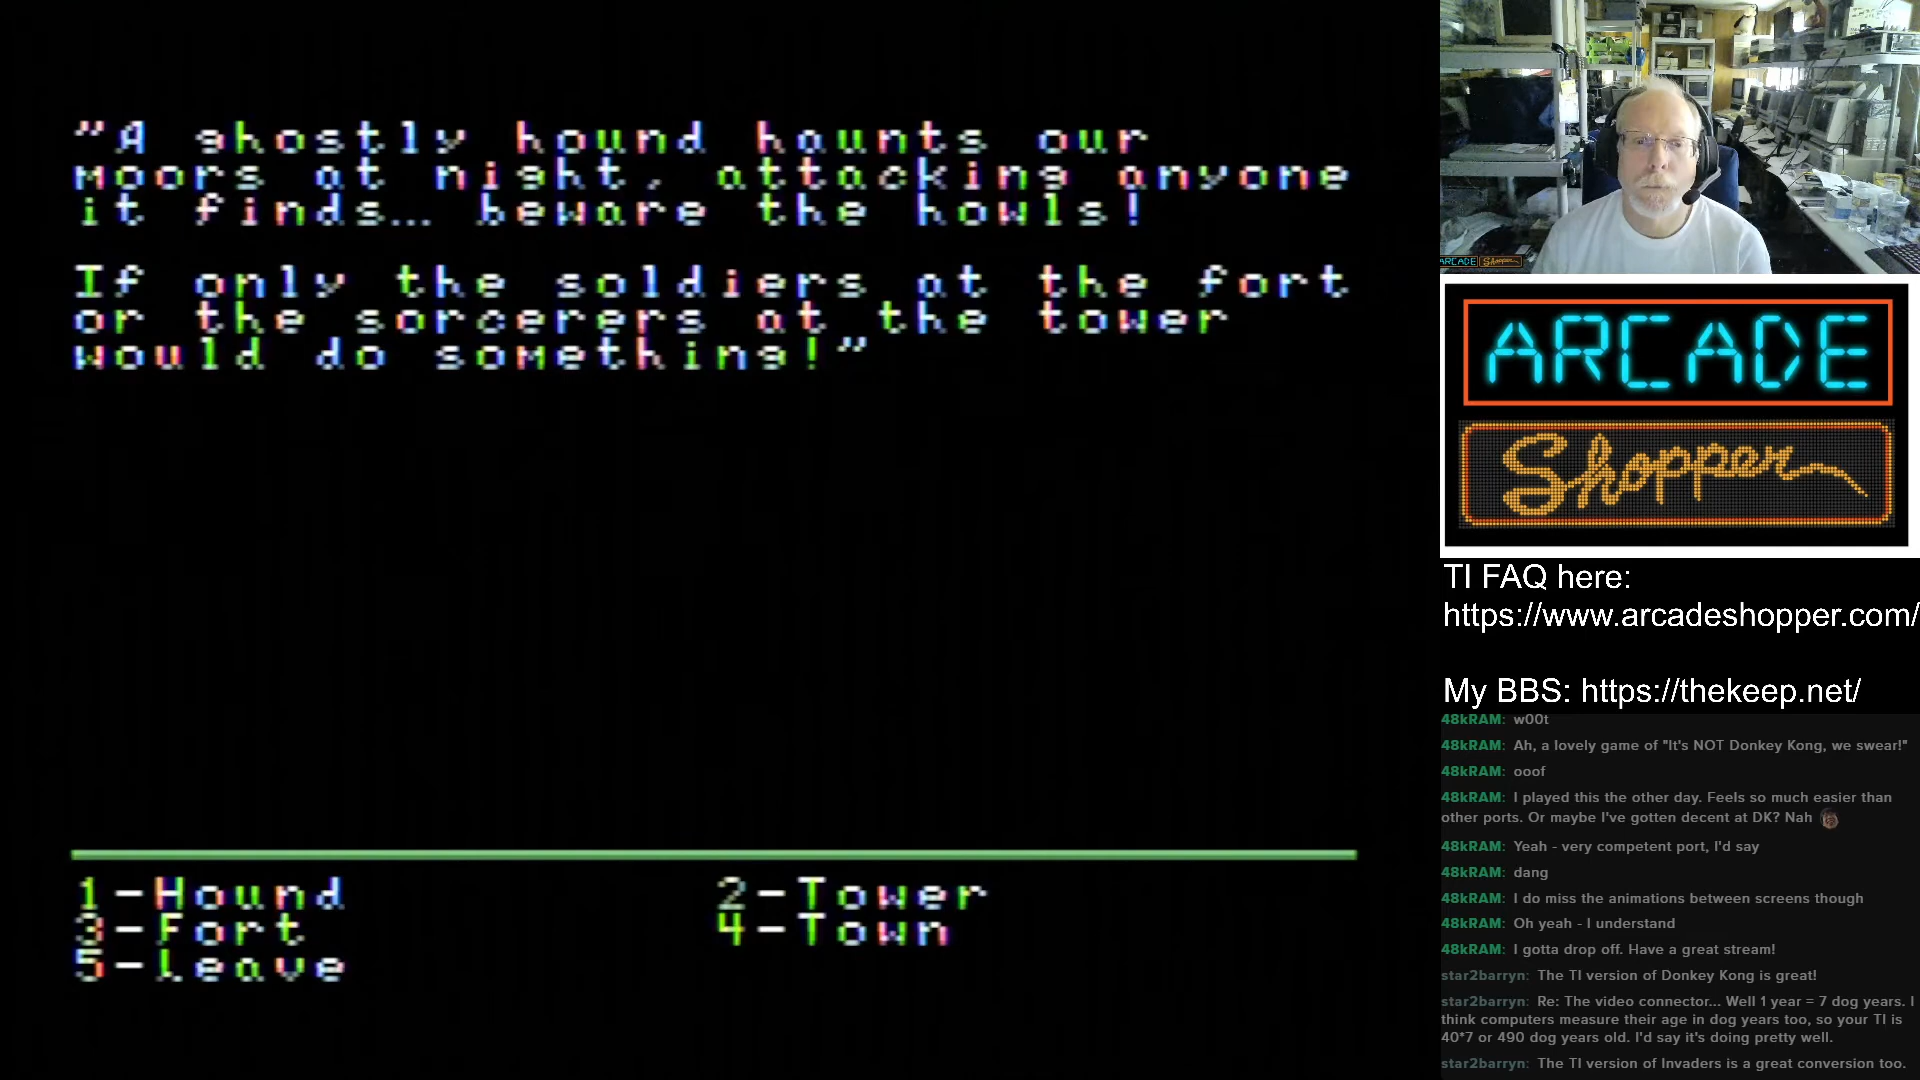 "A ghostly hound haunts our
moors at night, attacking anyone
it finds... beware the howls!
If only the soldiers at the fort
or the sorcerers at the tower
would do something!"
1-Hound
2-Tower
3-Fort
4-Town
5-Leave
ARCADE Shopper
ARCADE
Shopper
TI FAQ here:
https://www.arcadeshopper.com/
My BBS: https://thekeep.net/
48kRAM: w00t
48kRAM: Ah, a lovely game of "It's NOT Donkey Kong, we swear!"
48kRAM: ooof
48kRAM: I played this the other day. Feels so much easier than
other ports. Or maybe I've gotten decent at DK? Nah
48kRAM: Yeah - very competent port, I'd say
48kRAM: dang
48kRAM: I do miss the animations between screens though
48kRAM: Oh yeah - I understand
48kRAM: I gotta drop off. Have a great stream!
star2barryn: The TI version of Donkey Kong is great!
star2barryn: Re: The video connector... Well 1 year = 7 dog years. I
think computers measure their age in dog years too, so your TI is
40*7 or 490 dog years old. I'd say it's doing pretty well.
star2barryn: The TI version of Invaders is a great conversion too.